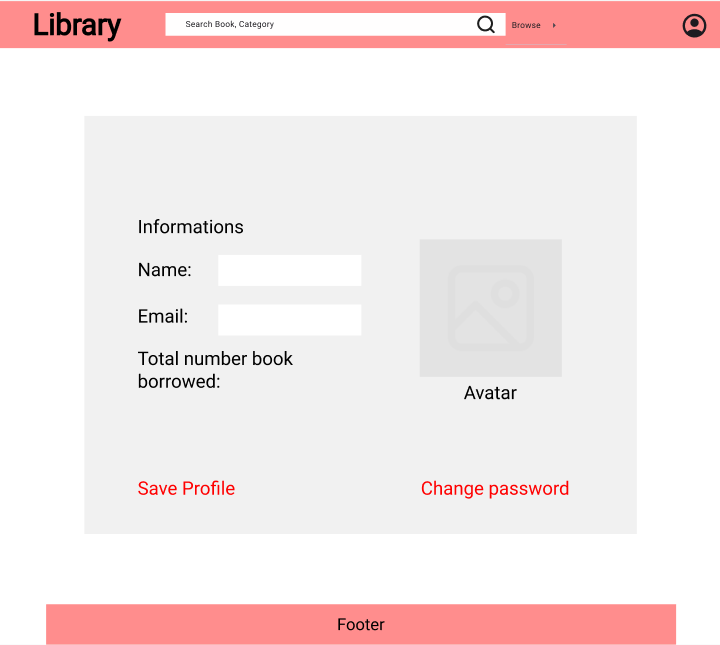 Library
Search Book, Category
Browse
Informations
Name:
Email:
Total number book
borrowed:
Avatar
Save Profile
Change password
Footer